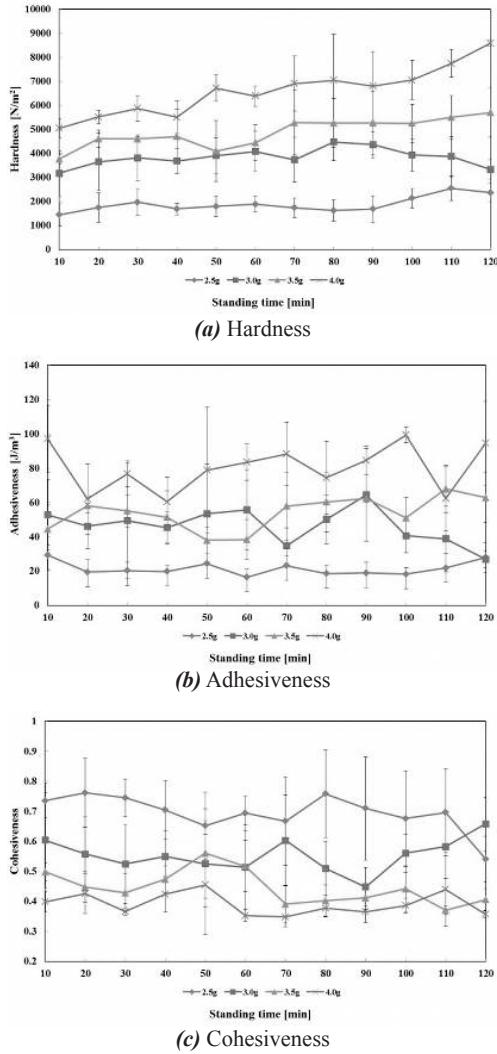 10000
9000
8000
7000
6000
5000
4000
3000
2000
1000
0
Hardness [N/m²]
10 20 30 40 50 60 70 80 90 100 110 120
2.5g 3.0g 3.5g 4.0g
Standing time [min]
(a) Hardness
140
120
100
80
60
40
20
0
Adhesiveness [J/m³]
10 20 30 40 50 60 70 80 90 100 110 120
2.5g 3.0g 3.5g 4.0g
Standing time [min]
(b) Adhesiveness
1
0.9
0.8
0.7
0.6
0.5
0.4
0.3
0.2
Cohesiveness
10 20 30 40 50 60 70 80 90 100 110 120
2.5g 3.0g 3.5g 4.0g
Standing time [min]
(c) Cohesiveness